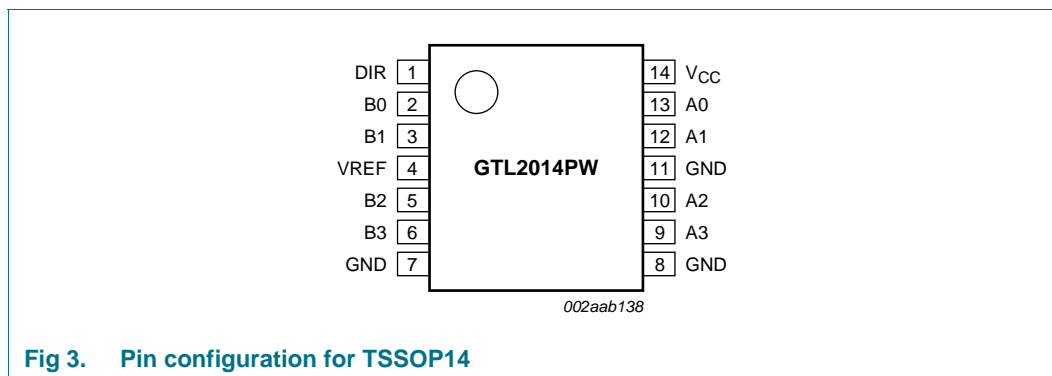 DIR 1 14 VCC
B0 2 13 A0
B1 3 12 A1
VREF 4 GTL2014PW 11 GND
B2 5 10 A2
B3 6 9 A3
GND 7 8 GND
002aab138
Fig 3. Pin configuration for TSSOP14